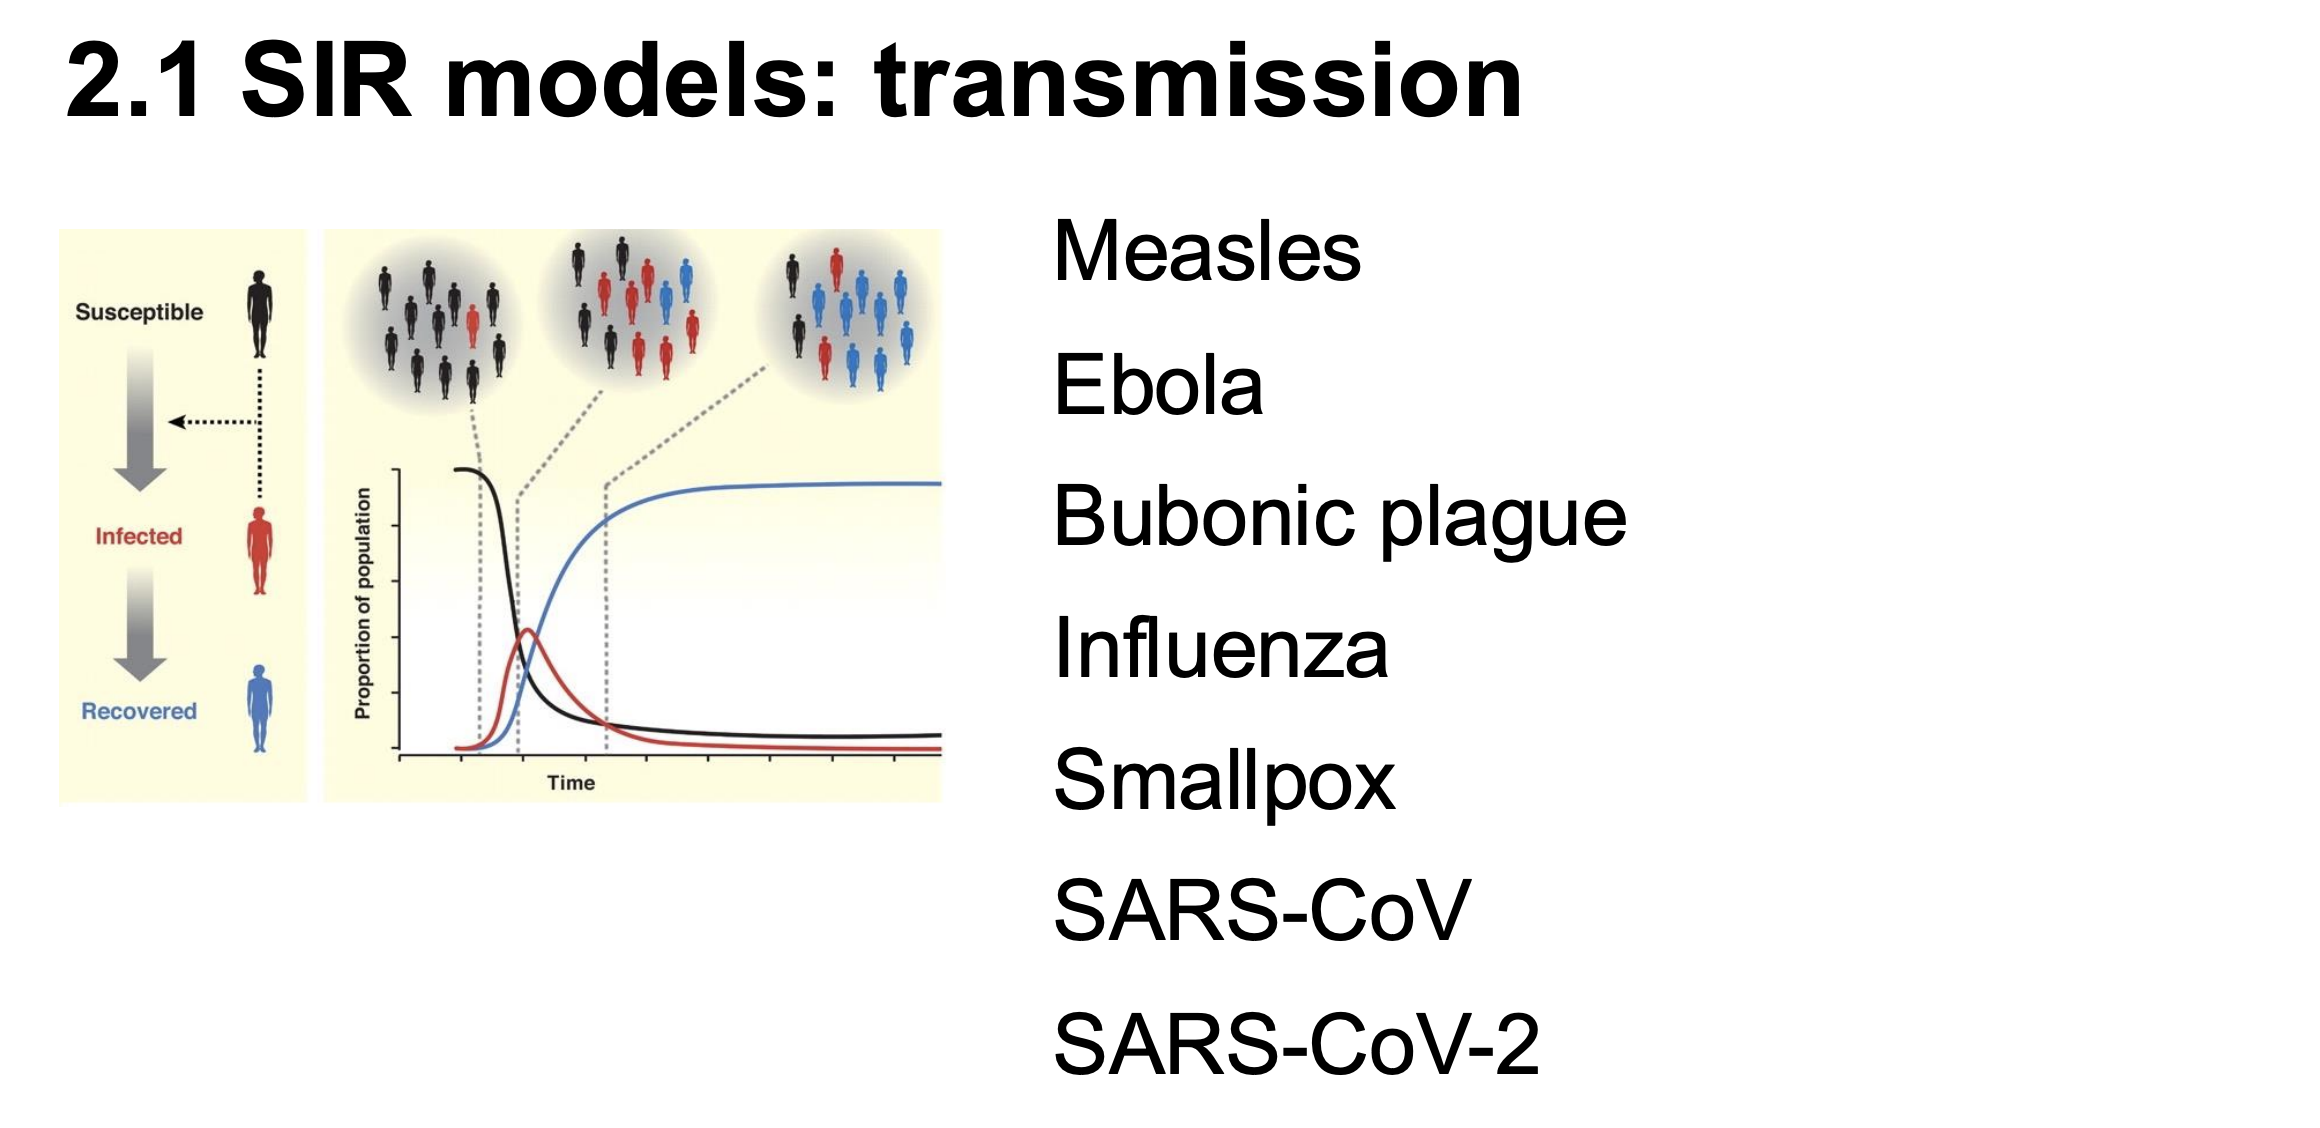 2.1 SIR models: transmission
Susceptible
Infected
Recovered
Proportion of population
Time
Measles
Ebola
Bubonic plague
Influenza
Smallpox
SARS-CoV
SARS-CoV-2